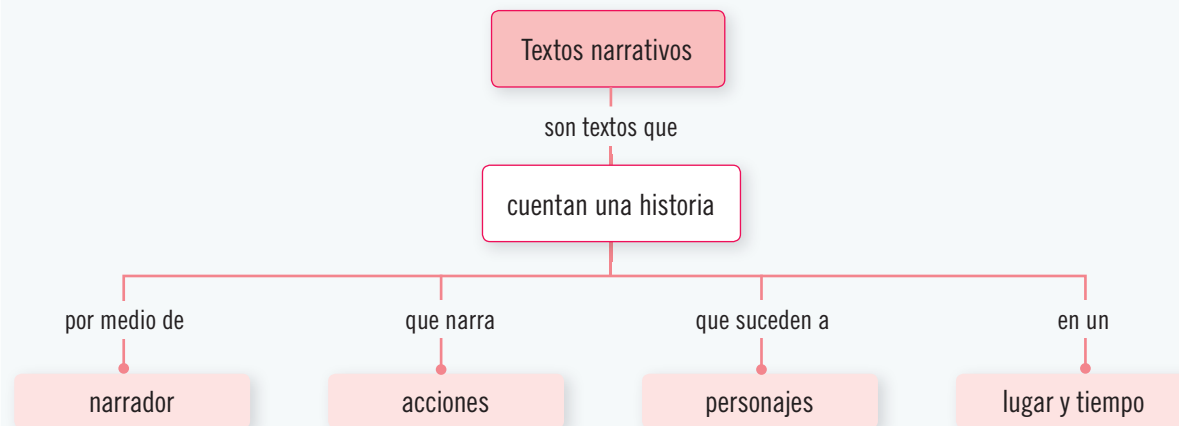 Textos narrativos
son textos que
cuentan una historia
por medio de
que narra
que suceden a
en un
narrador
acciones
personajes
lugar y tiempo